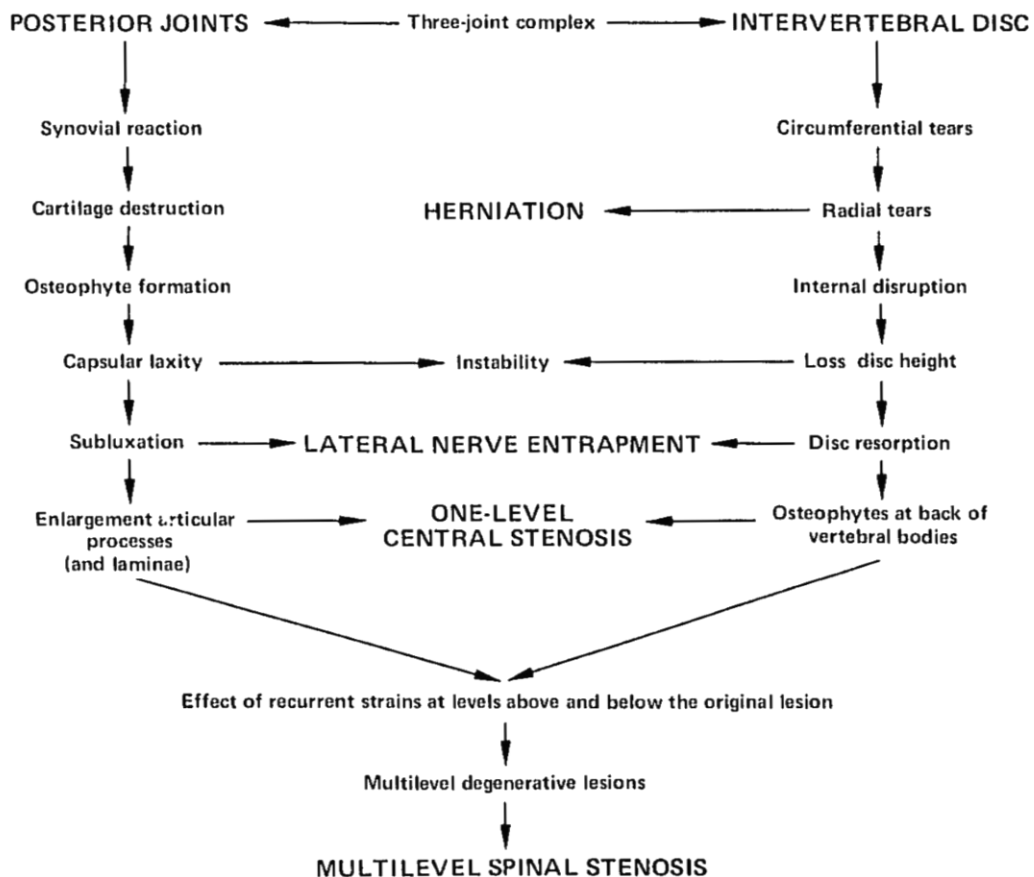 POSTERIOR JOINTS
Three-joint complex
INTERVERTEBRAL DISC
Synovial reaction
Circumferential tears
Cartilage destruction
HERNIATION
Radial tears
Osteophyte formation
Internal disruption
Capsular laxity
Instability
Loss disc height
Subluxation
LATERAL NERVE ENTRAPMENT
Disc resorption
Enlargement articular
processes
(and laminae)
ONE-LEVEL
CENTRAL STENOSIS
Osteophytes at back of
vertebral bodies
Effect of recurrent strains at levels above and below the original lesion
Multilevel degenerative lesions
MULTILEVEL SPINAL STENOSIS